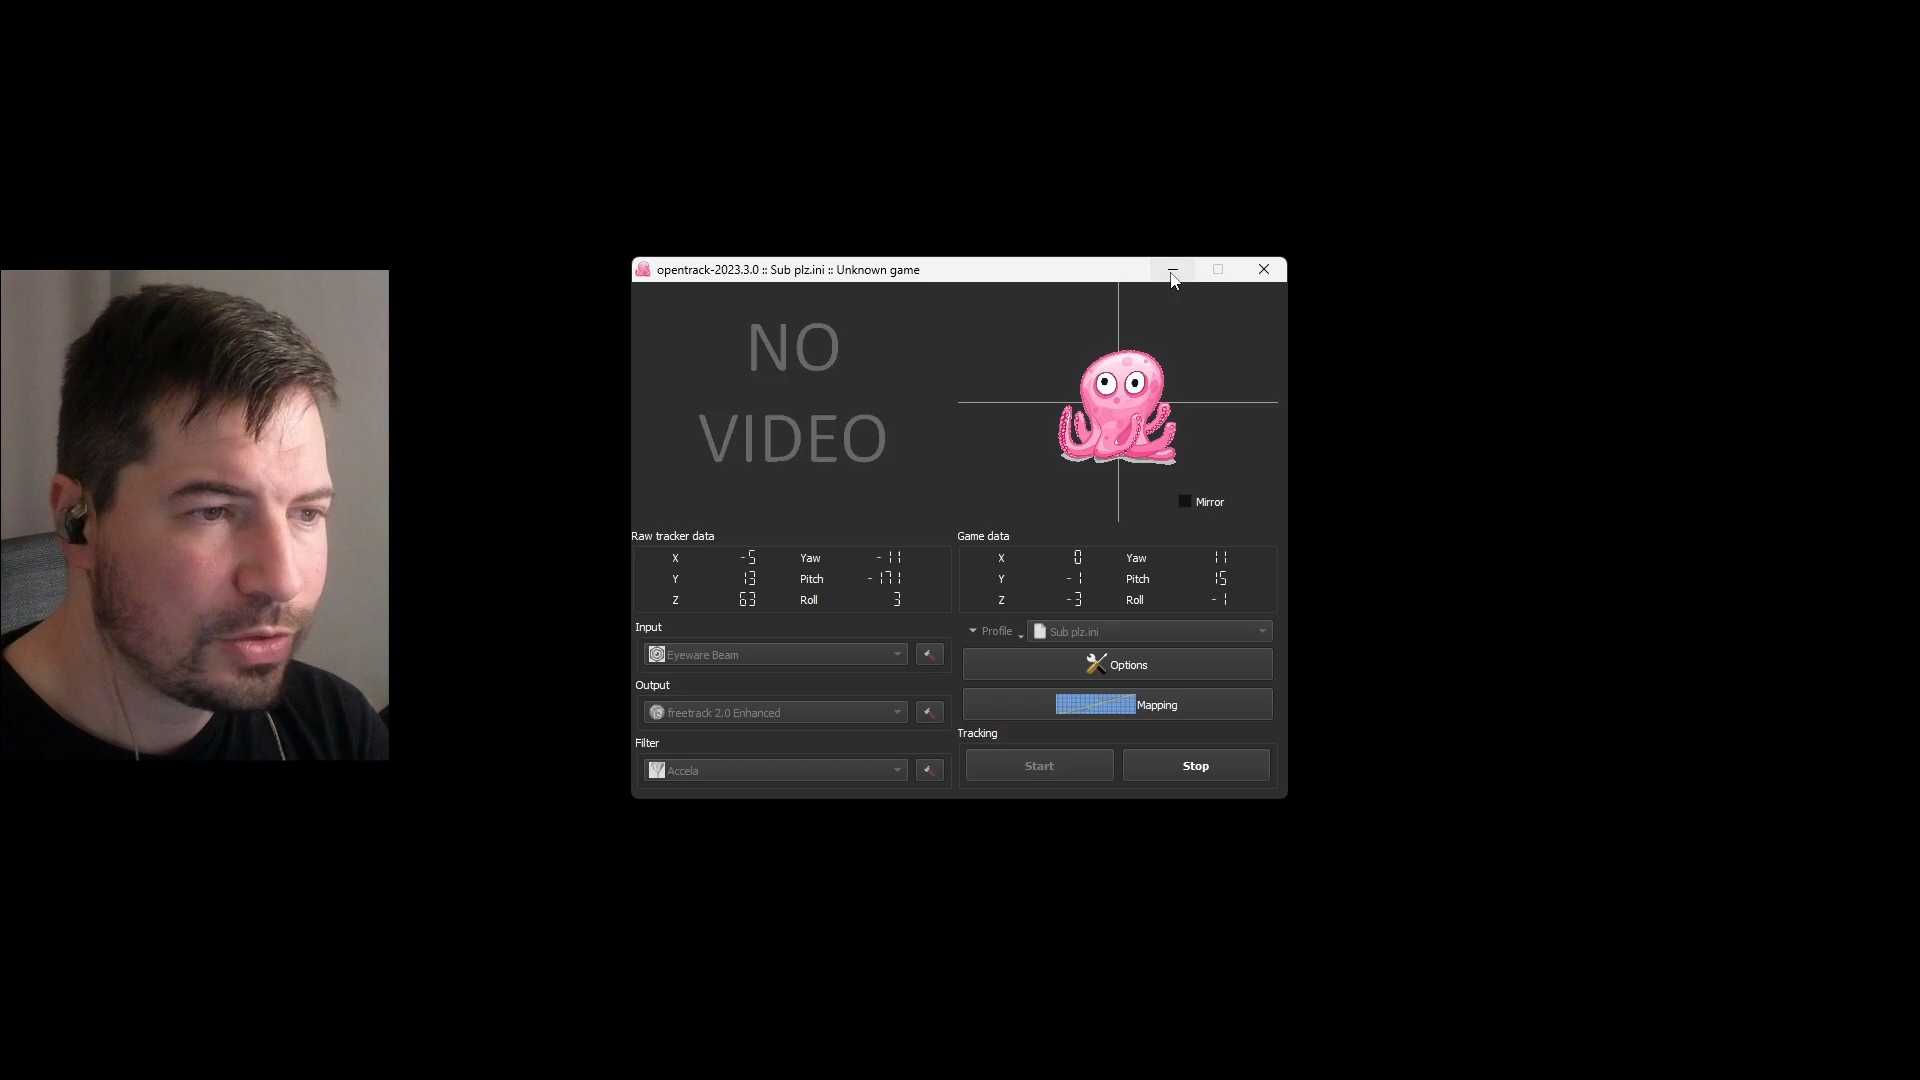 opentrack-2023.3.0 :: Sub plz.ini :: Unknown game
NO
VIDEO
Mirror
Raw tracker data
X -5 Yaw -11
Y 13 Pitch -171
Z 63 Roll 3
Game data
X 0 Yaw 11
Y -1 Pitch 15
Z -3 Roll -1
Input
Eyeware Beam
Output
freetrack 2.0 Enhanced
Filter
Accela
Profile Sub plz.ini
Options
Mapping
Tracking
Start Stop